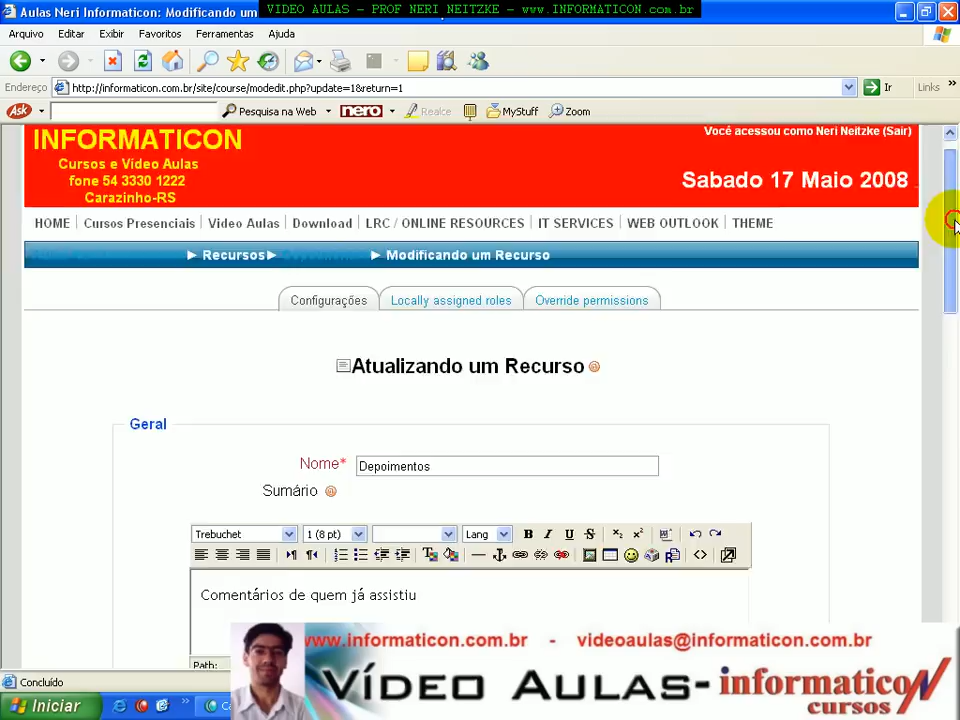 Aulas Neri Informaticon: Modificando um
VIDEO AULAS - PROF NERI NEITZKE - www.INFORMATICON.com.br
Arquivo Editar Exibir Favoritos Ferramentas Ajuda
Endereço http://informaticon.com.br/site/course/modedit.php?update=1&return=1 Ir Links »
Ask Pesquisa na Web nero Realce MyStuff Zoom
INFORMATICON
Cursos e Vídeo Aulas
fone 54 3330 1222
Carazinho-RS
Você acessou como Neri Neitzke (Sair)
Sabado 17 Maio 2008
HOME Cursos Presenciais Video Aulas Download LRC / ONLINE RESOURCES IT SERVICES WEB OUTLOOK THEME
► Recursos► ► Modificando um Recurso
Configurações Locally assigned roles Override permissions
Atualizando um Recurso
Geral
Nome* Depoimentos
Sumário
Trebuchet 1 (8 pt) Lang B I U S
Comentários de quem já assistiu
Path:
www.informaticon.com.br - videoaulas@informaticon.com.br
VÍDEO AULAS- informaticon
cursos
Concluído
Iniciar »